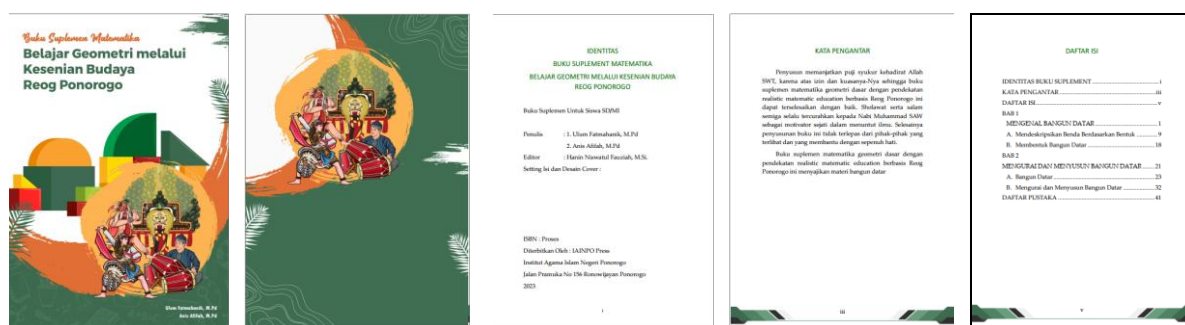 Buku Suplemen Matematika
Belajar Geometri melalui
Kesenian Budaya
Reog Ponorogo
Ulum Fatmahanik, M.Pd
Anis Afifah, M.Pd
IDENTITAS
BUKU SUPLEMENT MATEMATIKA
BELAJAR GEOMETRI MELALUI KESENIAN BUDAYA
REOG PONOROGO
Buku Suplemen Untuk Siswa SD/MI
Penulis : 1. Ulum Fatmahanik, M.Pd
2. Anis Afifah, M.Pd
Editor : Hanin Niswatul Fauziah, M.Si.
Setting Isi dan Desain Cover :
ISBN : Proses
Diterbitkan Oleh : IAINPO Press
Institut Agama Islam Negeri Ponorogo
Jalan Pramuka No 156 Ronowijayan Ponorogo
2023
i
KATA PENGANTAR
Penyusun memanjatkan puji syukur kehadirat Allah
SWT, karena atas izin dan kuasanya-Nya sehingga buku
suplemen matematika geometri dasar dengan pendekatan
realistic matematic education berbasis Reog Ponorogo ini
dapat terselesaikan dengan baik. Sholawat serta salam
semiga selalu tercurahkan kepada Nabi Muhammad SAW
sebagai motivator sejati dalam menuntut ilmu. Selesainya
penyusunan buku ini tidak terlepas dari pihak-pihak yang
terlibat dan yang membantu dengan sepenuh hati.
Buku suplemen matematika geometri dasar dengan
pendekatan realistic matematic education berbasis Reog
Ponorogo ini menyajikan materi bangun datar
iii
DAFTAR ISI
IDENTITAS BUKU SUPLEMENT ........ i
KATA PENGANTAR ........ iii
DAFTAR ISI ........ v
BAB 1
MENGENAL BANGUN DATAR ........ 1
A. Mendeskripsikan Benda Berdasarkan Bentuk ........ 9
B. Membentuk Bangun Datar ........ 18
BAB 2
MENGURAI DAN MENYUSUN BANGUN DATAR ........ 21
A. Bangun Datar ........ 23
B. Mengurai dan Menyusun Bangun Datar ........ 32
DAFTAR PUSTAKA ........ 41
v